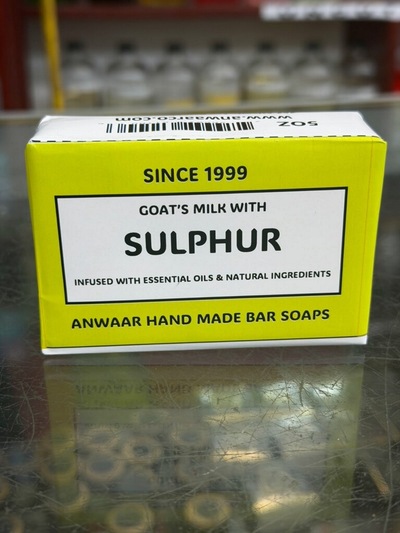 www.anwaarco.com
5OZ
SINCE 1999
GOAT'S MILK WITH
SULPHUR
INFUSED WITH ESSENTIAL OILS & NATURAL INGREDIENTS
ANWAAR HAND MADE BAR SOAPS